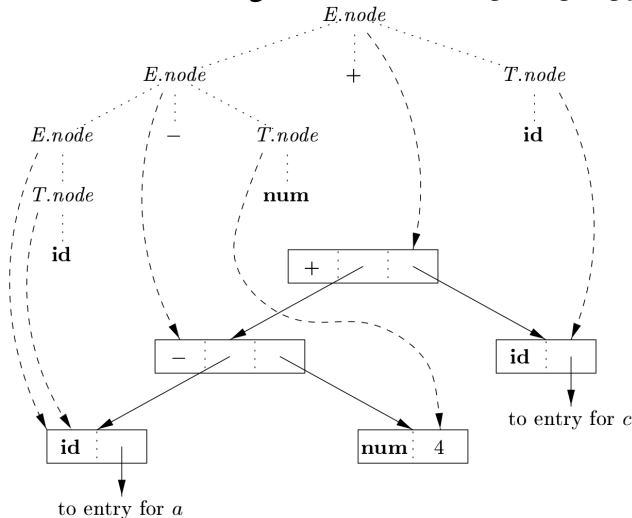 E.node
E.node + T.node
E.node − T.node id
T.node num
id
+
− id
to entry for c
id num 4
to entry for a